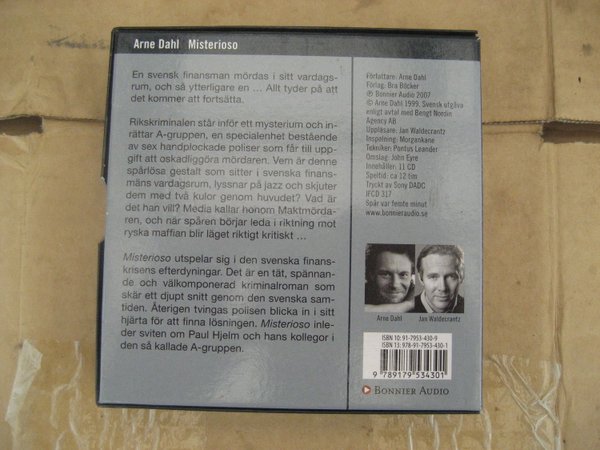 Arne Dahl Misterioso
En svensk finansman mördas i sitt vardags-
rum, och så ytterligare en ... Allt tyder på att
det kommer att fortsätta.
Rikskriminalen står inför ett mysterium och in-
rättar A-gruppen, en specialenhet bestående
av sex handplockade poliser som får till upp-
gift att oskadliggöra mördaren. Vem är denne
spårlösa gestalt som sitter i svenska finans-
mäns vardagsrum, lyssnar på jazz och skjuter
dem med två kulor genom huvudet? Vad är
det han vill? Media kallar honom Maktmörda-
ren, och när spåren börjar leda i riktning mot
ryska maffian blir läget riktigt kritiskt ...
Misterioso utspelar sig i den svenska finans-
krisens efterdyningar. Det är en tät, spännan-
de och välkomponerad kriminalroman som
skär ett djupt snitt genom den svenska sam-
tiden. Återigen tvingas polisen blicka in i sitt
hjärta för att finna lösningen. Misterioso inle-
der sviten om Paul Hjelm och hans kollegor i
den så kallade A-gruppen.
Författare: Arne Dahl
Förlag: Bra Böcker
℗ Bonnier Audio 2007
© Arne Dahl 1999. Svensk utgåva
enligt avtal med Bengt Nordin
Agency AB
Uppläsare: Jan Waldecrantz
Inspelning: Morgankane
Tekniker: Pontus Leander
Omslag: John Eyre
Innehåller: 11 CD
Speltid: ca 12 tim
Tryckt av Sony DADC
JFCD 317
Spår var femte minut
www.bonnieraudio.se
Arne Dahl
Jan Waldecrantz
ISBN 10: 91-7953-430-9
ISBN 13: 978-91-7953-430-1
9 789179 534301
BONNIER AUDIO